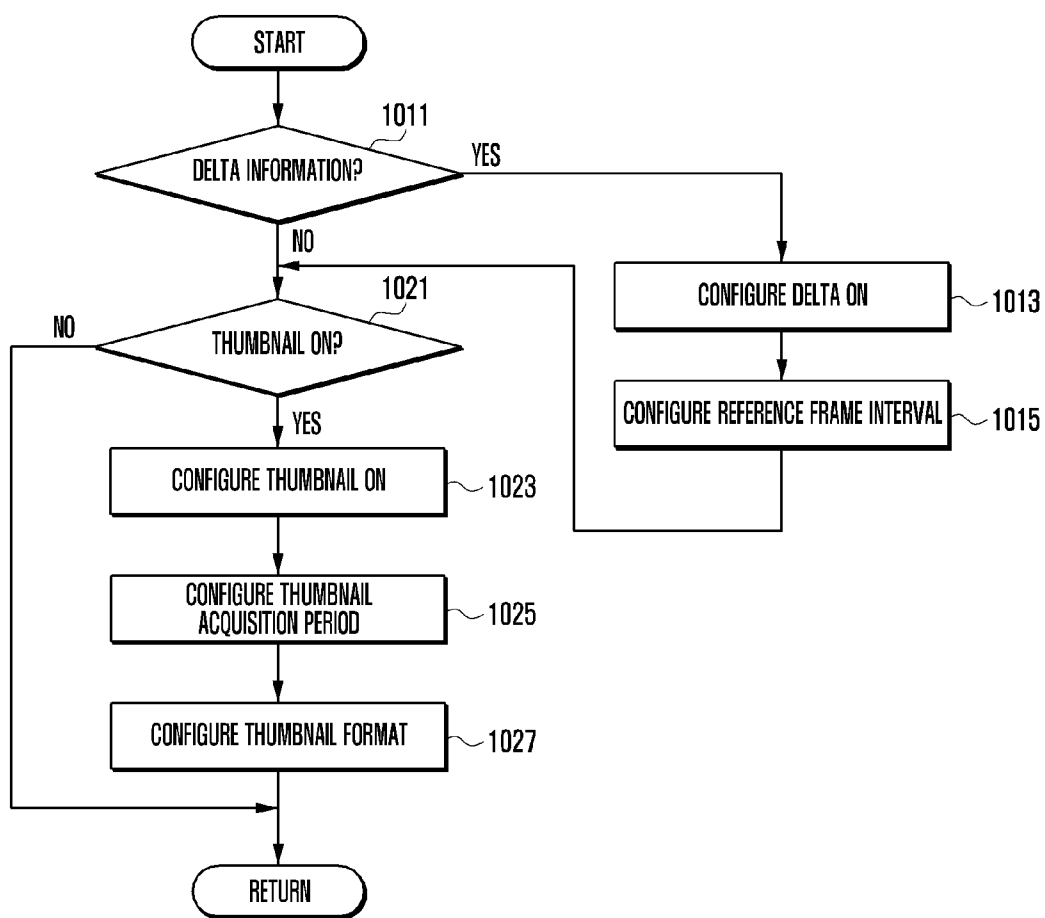 START
1011
DELTA INFORMATION?
YES
NO
CONFIGURE DELTA ON
1013
1021
NO
THUMBNAIL ON?
CONFIGURE REFERENCE FRAME INTERVAL
1015
YES
CONFIGURE THUMBNAIL ON
1023
CONFIGURE THUMBNAIL
ACQUISITION PERIOD
1025
CONFIGURE THUMBNAIL FORMAT
1027
RETURN